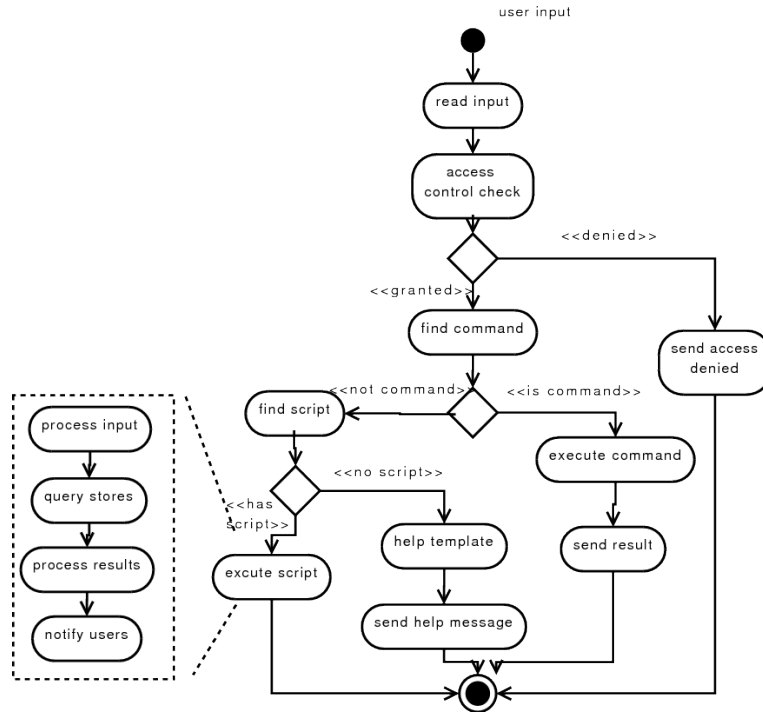 user input
read input
access
control check
<<denied>>
<<granted>>
find command
send access
denied
<<not command>>
<<is command>>
find script
process input
execute command
<<no script>>
query stores
<<has
script>>
help template
send result
process results
excute script
send help message
notify users